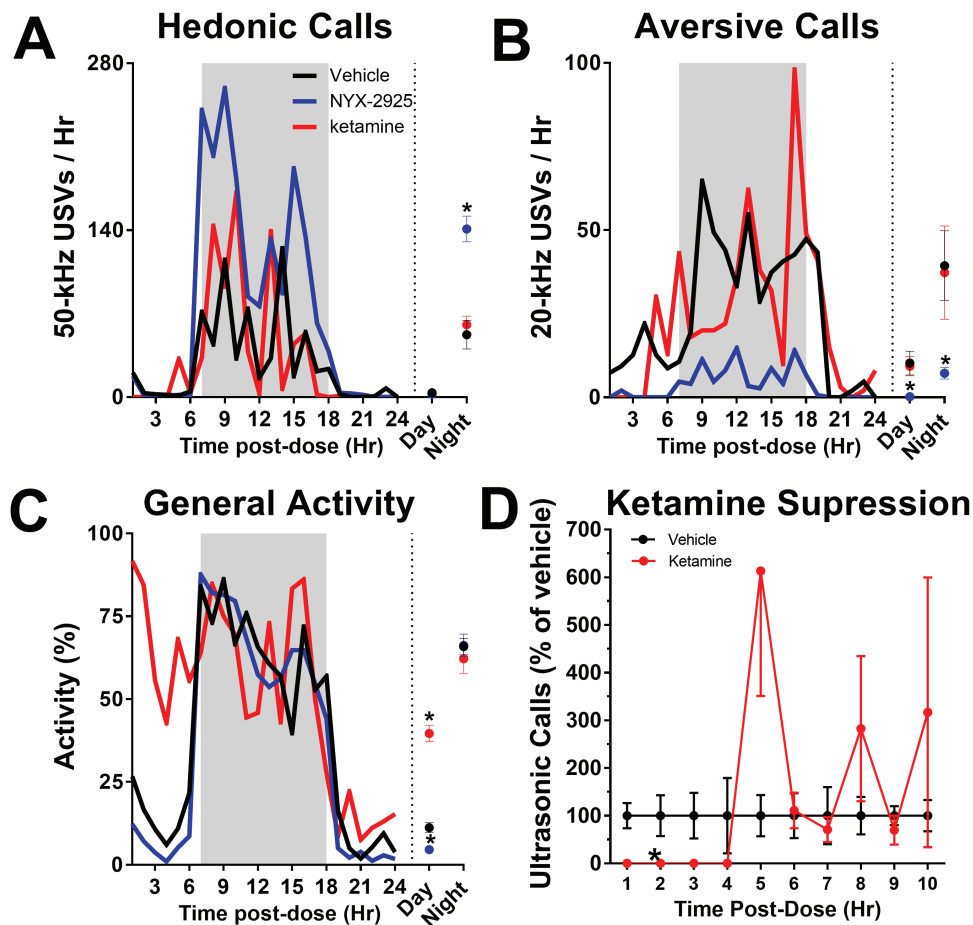 A
Hedonic Calls
280
140
0
50-kHz USVs / Hr
Vehicle
NYX-2925
ketamine
*
3 6 9 12 15 18 21 24 Day Night
Time post-dose (Hr)
B
Aversive Calls
100
50
0
20-kHz USVs / Hr
*
*
3 6 9 12 15 18 21 24 Day Night
Time post-dose (Hr)
C
General Activity
100
75
50
25
0
Activity (%)
*
*
3 6 9 12 15 18 21 24 Day Night
Time post-dose (Hr)
D
Ketamine Supression
700
600
500
400
300
200
100
0
Ultrasonic Calls (% of vehicle)
Vehicle
Ketamine
*
1 2 3 4 5 6 7 8 9 10
Time Post-Dose (Hr)